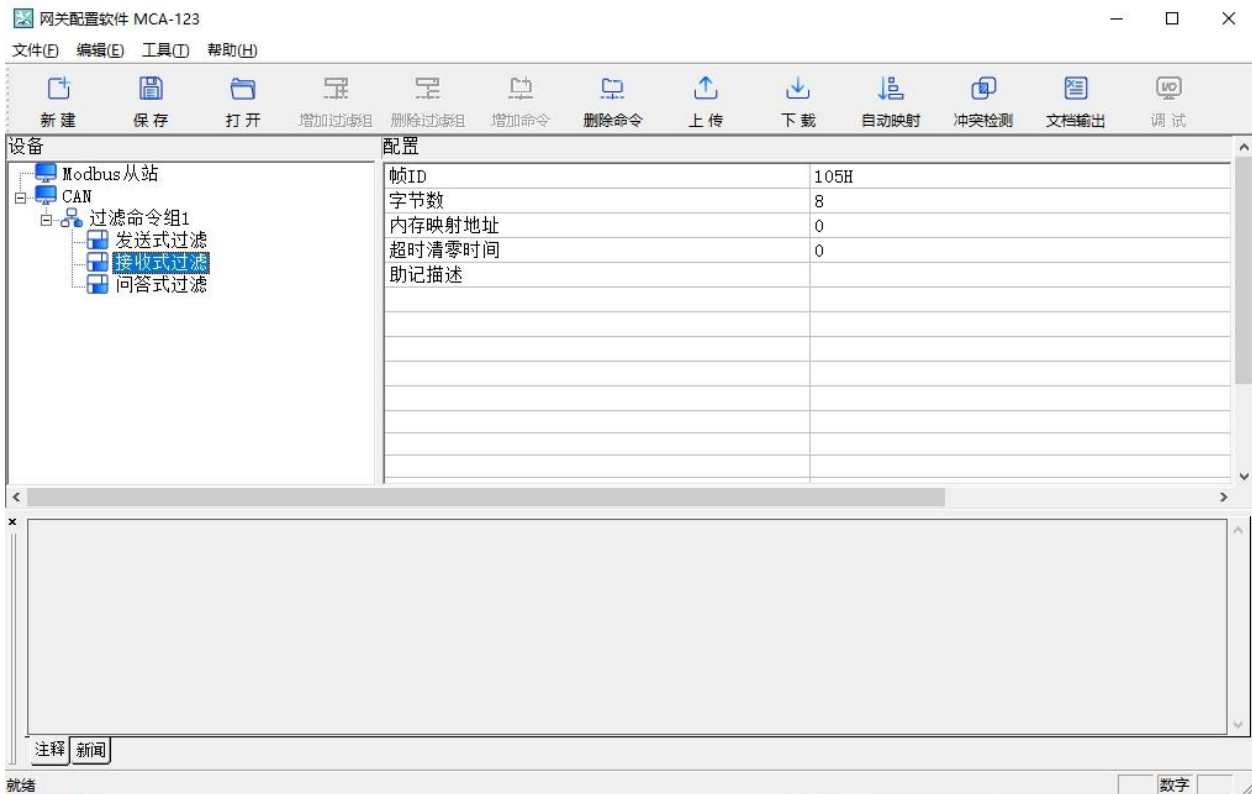 网关配置软件 MCA-123
文件(F) 编辑(E) 工具(T) 帮助(H)
新建 保存 打开 增加过滤组 删除过滤组 增加命令 删除命令 上传 下载 自动映射 冲突检测 文档输出 调试
设备
Modbus从站
CAN
过滤命令组1
发送式过滤
接收式过滤
问答式过滤
配置
帧ID 105H
字节数 8
内存映射地址 0
超时清零时间 0
助记描述
注释 新闻
就绪 数字